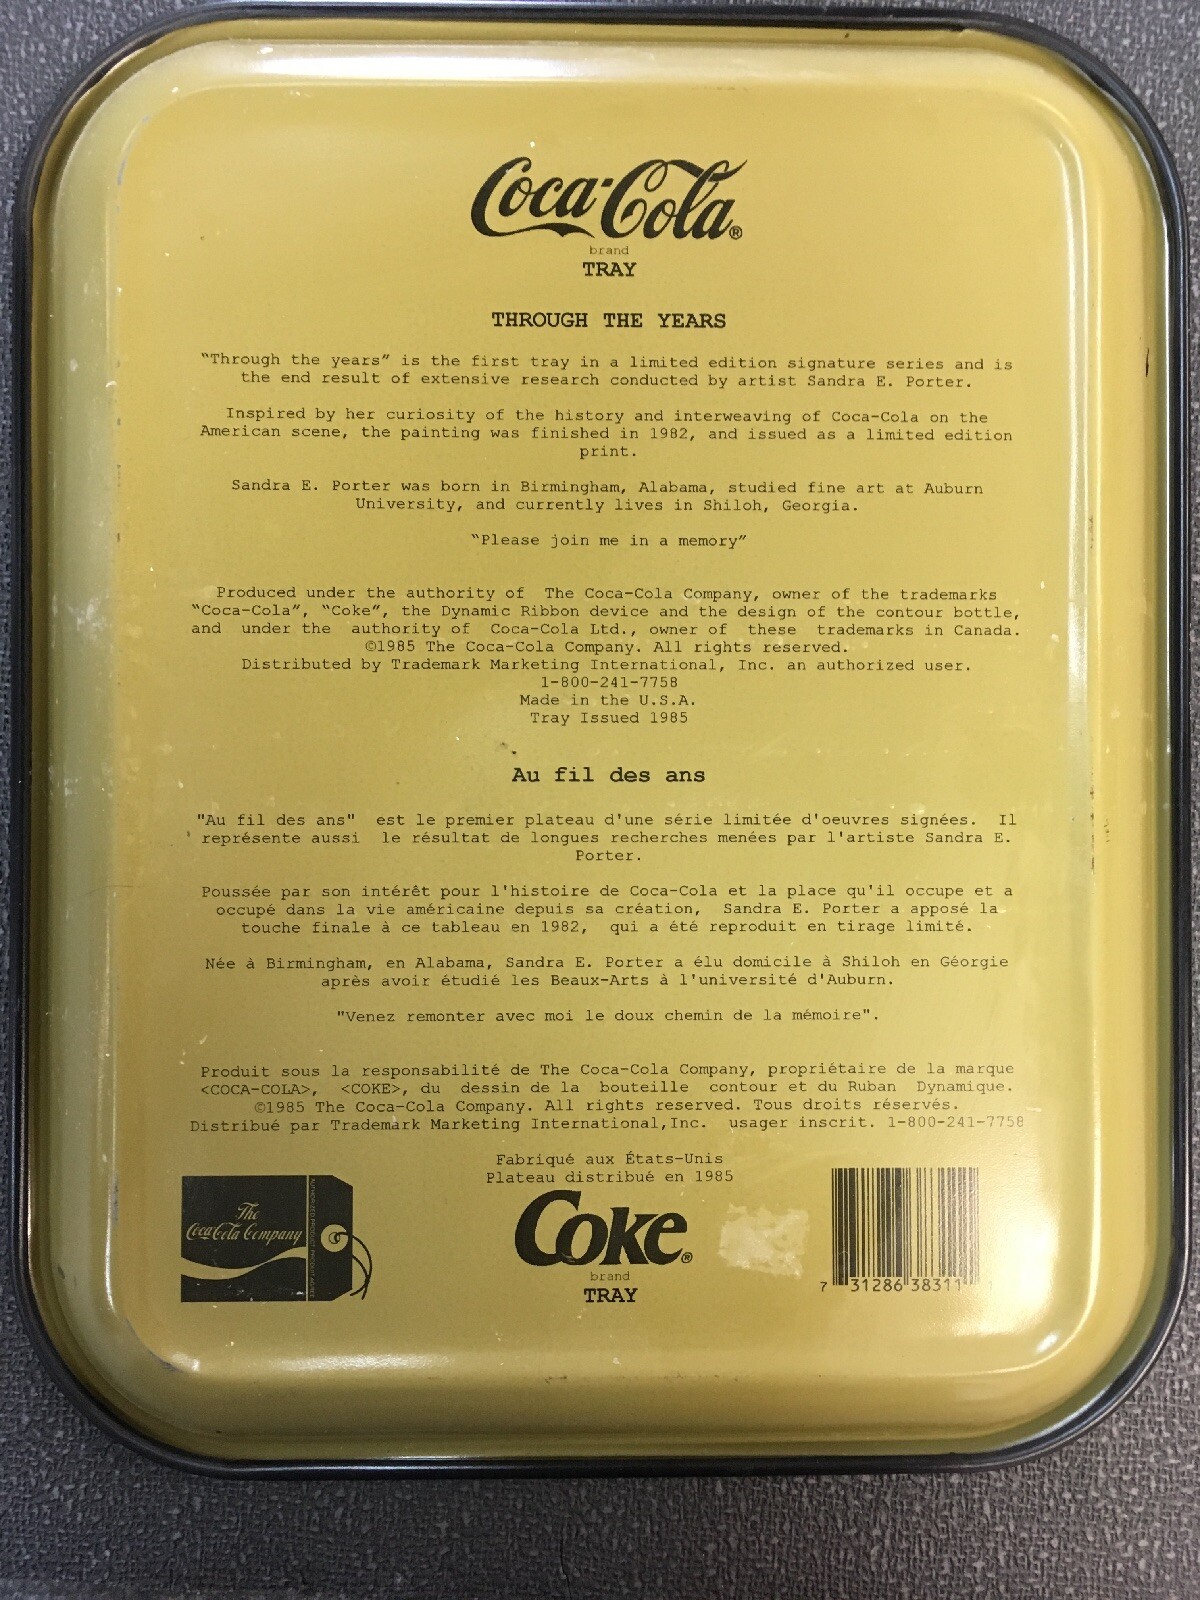 Coca-Cola®
brand
TRAY
THROUGH THE YEARS
“Through the years” is the first tray in a limited edition signature series and is
the end result of extensive research conducted by artist Sandra E. Porter.
Inspired by her curiosity of the history and interweaving of Coca-Cola on the
American scene, the painting was finished in 1982, and issued as a limited edition
print.
Sandra E. Porter was born in Birmingham, Alabama, studied fine art at Auburn
University, and currently lives in Shiloh, Georgia.
“Please join me in a memory”
Produced under the authority of The Coca-Cola Company, owner of the trademarks
“Coca-Cola”, “Coke”, the Dynamic Ribbon device and the design of the contour bottle,
and under the authority of Coca-Cola Ltd., owner of these trademarks in Canada.
©1985 The Coca-Cola Company. All rights reserved.
Distributed by Trademark Marketing International, Inc. an authorized user.
1-800-241-7758
Made in the U.S.A.
Tray Issued 1985
Au fil des ans
"Au fil des ans" est le premier plateau d'une série limitée d'oeuvres signées. Il
représente aussi le résultat de longues recherches menées par l'artiste Sandra E.
Porter.
Poussée par son intérêt pour l'histoire de Coca-Cola et la place qu'il occupe et a
occupé dans la vie américaine depuis sa création, Sandra E. Porter a apposé la
touche finale à ce tableau en 1982, qui a été reproduit en tirage limité.
Née à Birmingham, en Alabama, Sandra E. Porter a élu domicile à Shiloh en Géorgie
après avoir étudié les Beaux-Arts à l'université d'Auburn.
"Venez remonter avec moi le doux chemin de la mémoire".
Produit sous la responsabilité de The Coca-Cola Company, propriétaire de la marque
<COCA-COLA>, <COKE>, du dessin de la bouteille contour et du Ruban Dynamique.
©1985 The Coca-Cola Company. All rights reserved. Tous droits réservés.
Distribué par Trademark Marketing International,Inc. usager inscrit. 1-800-241-7758
Fabriqué aux États-Unis
Plateau distribué en 1985
The
Coca-Cola Company
AUTHORIZED PRODUCT
Coke®
brand
TRAY
7 31286 38311 1